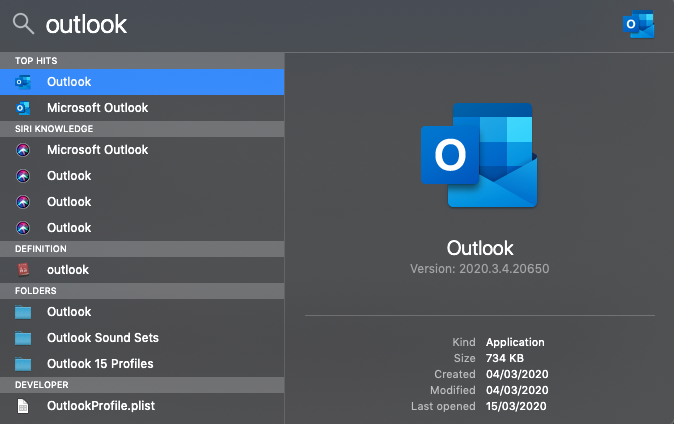 outlook
TOP HITS
Outlook
Microsoft Outlook
SIRI KNOWLEDGE
Microsoft Outlook
Outlook
Outlook
Outlook
DEFINITION
outlook
FOLDERS
Outlook
Outlook Sound Sets
Outlook 15 Profiles
DEVELOPER
OutlookProfile.plist
O
Outlook
Version: 2020.3.4.20650
Kind Application
Size 734 KB
Created 04/03/2020
Modified 04/03/2020
Last opened 15/03/2020